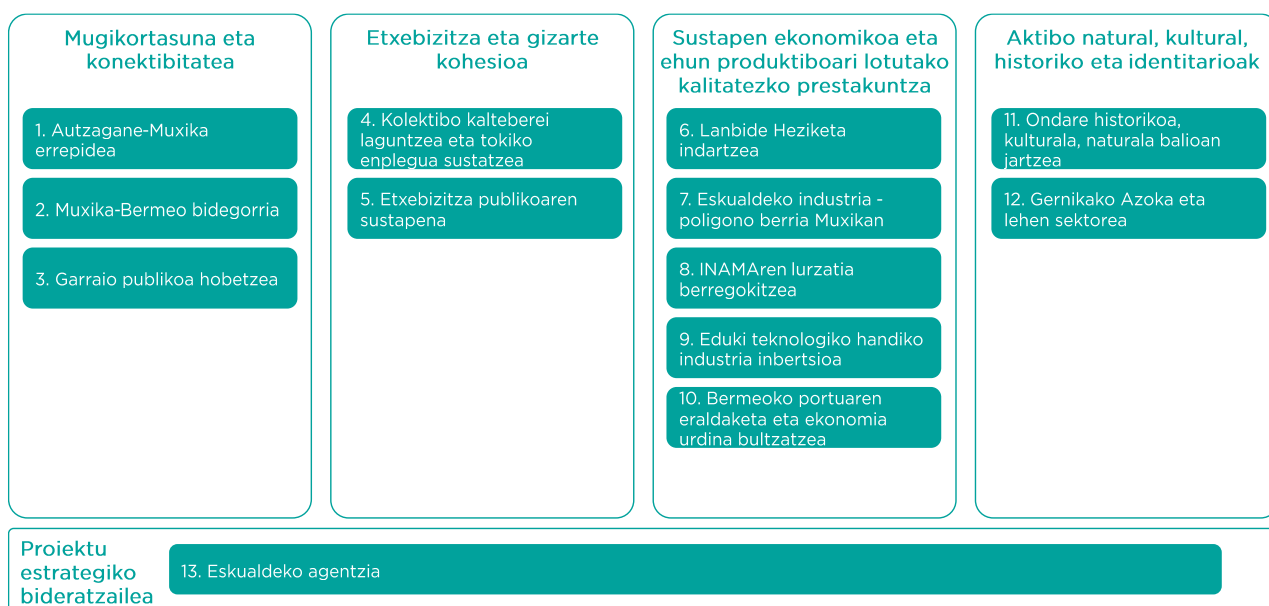 Mugikortasuna eta
konektibitatea
1. Autzagane-Muxika
errepidea
2. Muxika-Bermeo bidegorria
3. Garraio publikoa hobetzea
Etxebizitza eta gizarte
kohesioa
4. Kolektibo kalteberei
laguntzea eta tokiko
enplegua sustatzea
5. Etxebizitza publikoaren
sustapena
Sustapen ekonomikoa eta
ehun produktiboari lotutako
kalitatezko prestakuntza
6. Lanbide Heziketa
indartzea
7. Eskualdeko industria -
poligono berria Muxikan
8. INAMAren lurzatia
berregokitzea
9. Eduki teknologiko handiko
industria inbertsioa
10. Bermeoko portuaren
eraldaketa eta ekonomia
urdina bultzatzea
Aktibo natural, kultural,
historiko eta identitarioak
11. Ondare historikoa,
kulturala, naturala balioan
jartzea
12. Gernikako Azoka eta
lehen sektorea
Proiektu
estrategiko
bideratzailea
13. Eskualdeko agentzia